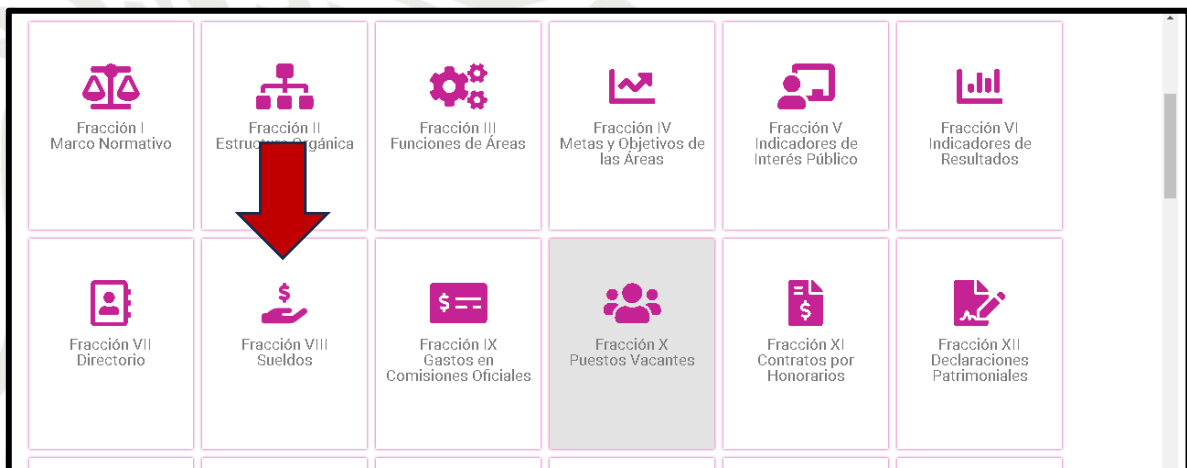 Fracción I
Marco Normativo
Fracción II
Estructura Orgánica
Fracción III
Funciones de Áreas
Fracción IV
Metas y Objetivos de
las Áreas
Fracción V
Indicadores de
Interés Público
Fracción VI
Indicadores de
Resultados
Fracción VII
Directorio
$
Fracción VIII
Sueldos
$
Fracción IX
Gastos en
Comisiones Oficiales
Fracción X
Puestos Vacantes
$
Fracción XI
Contratos por
Honorarios
Fracción XII
Declaraciones
Patrimoniales